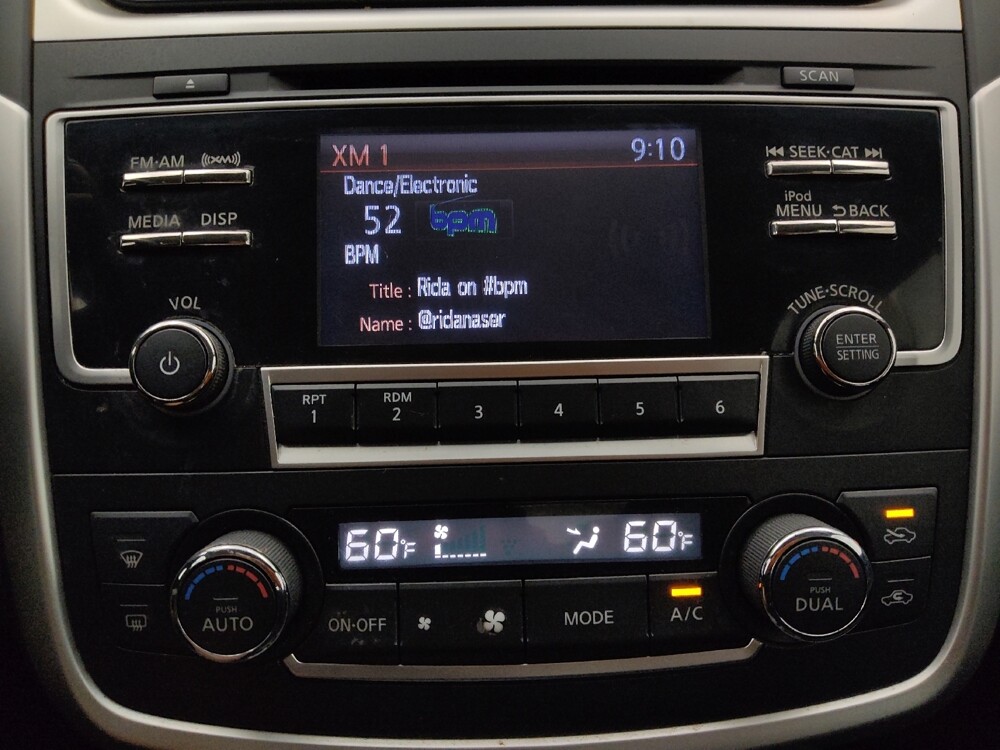 SCAN
FM·AM
((XM))
XM 1
9:10
SEEK·CAT
Dance/Electronic
52 bpm
BPM
MEDIA
DISP
iPod
MENU
BACK
Title : Rida on #bpm
Name : @ridanaser
VOL
TUNE·SCROLL
ENTER
SETTING
RPT
1
RDM
2
3
4
5
6
60°F
60°F
PUSH
AUTO
ON·OFF
MODE
A/C
PUSH
DUAL